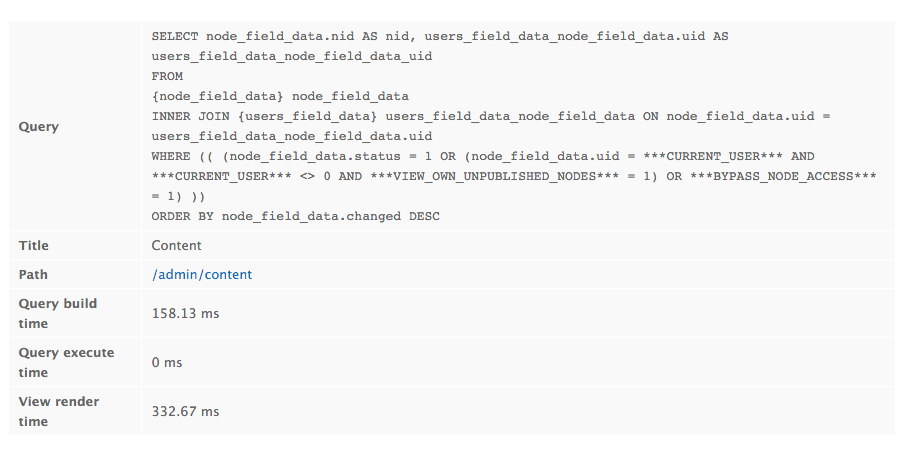 SELECT node_field_data.nid AS nid, users_field_data_node_field_data.uid AS
users_field_data_node_field_data_uid
FROM
{node_field_data} node_field_data
Query
INNER JOIN {users_field_data} users_field_data_node_field_data ON node_field_data.uid =
users_field_data_node_field_data.uid
WHERE (( (node_field_data.status = 1 OR (node_field_data.uid = ***CURRENT_USER*** AND
***CURRENT_USER*** <> 0 AND ***VIEW_OWN_UNPUBLISHED_NODES*** = 1) OR ***BYPASS_NODE_ACCESS***
= 1) ))
ORDER BY node_field_data.changed DESC
Title Content
Path /admin/content
Query build
time
158.13 ms
Query execute
time
0 ms
View render
time
332.67 ms